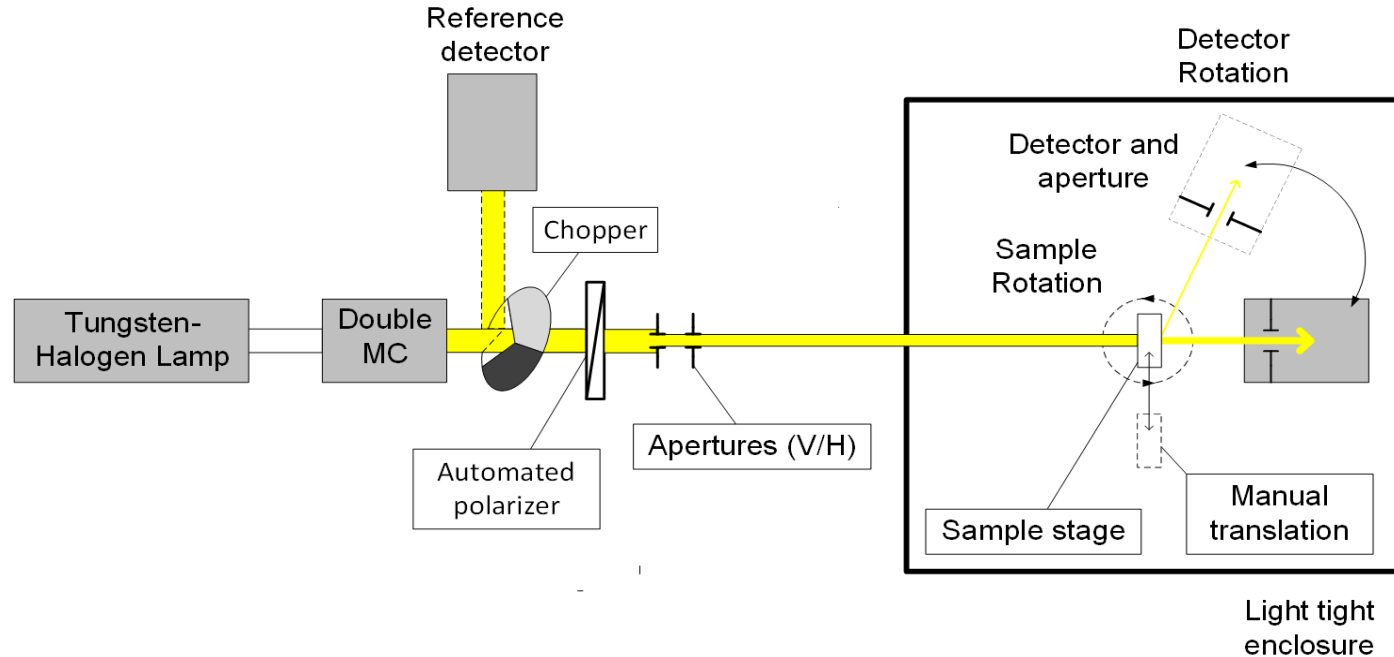 Reference
detector
Detector
Rotation
Detector and
aperture
Chopper
Sample
Rotation
Tungsten-
Halogen Lamp
Double
MC
Apertures (V/H)
Automated
polarizer
Sample stage
Manual
translation
Light tight
enclosure